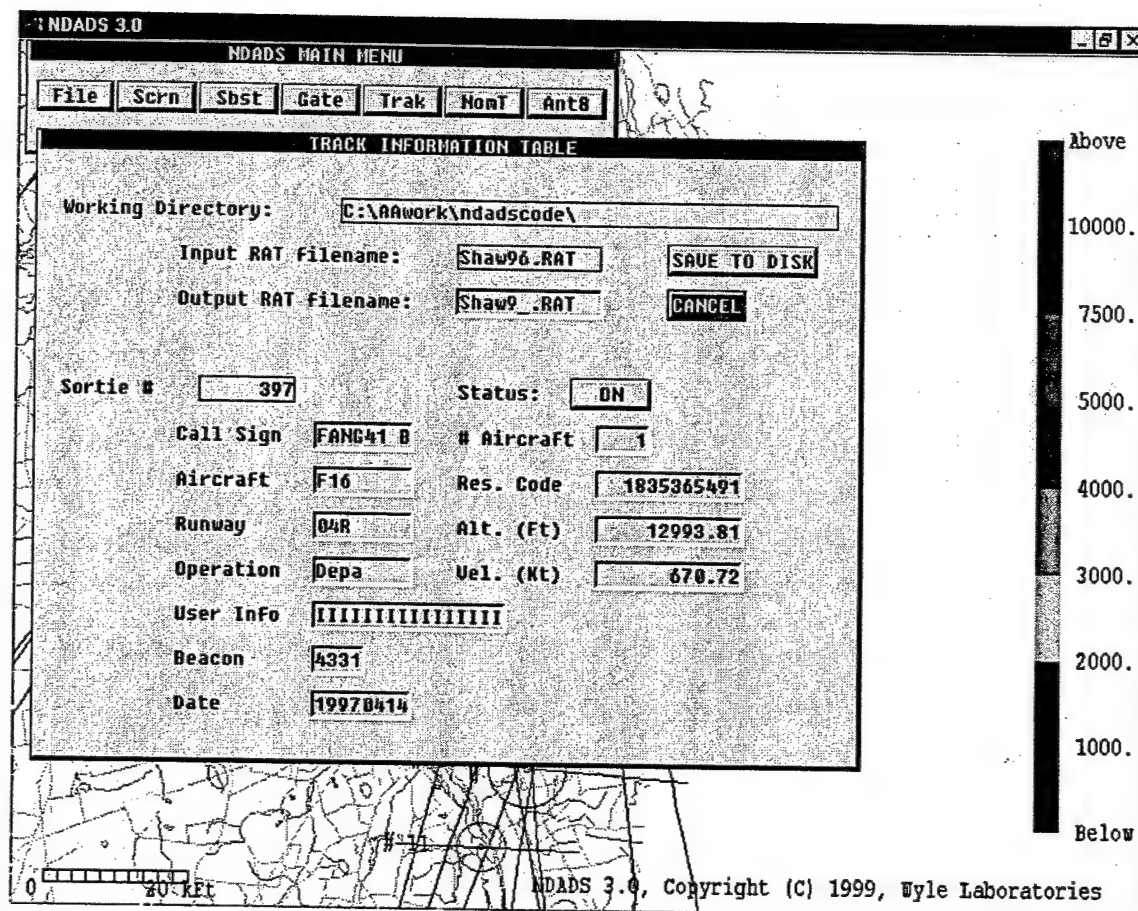 NDADS 3.0
NDADS MAIN MENU
File Scrn Sbst Gate Trak NomT Ant8
TRACK INFORMATION TABLE
Above
Working Directory: C:\AAwork\ndadscode\
10000.
Input RAT filename: Shaw96.RAT SAVE TO DISK
Output RAT filename: Shaw9_.RAT CANCEL
7500.
Sortie # 397 Status: ON
5000.
Call Sign FANG41 B # Aircraft 1
Aircraft F16 Res. Code 1835365491
4000.
Runway 04R Alt. (Ft) 12993.81
Operation Depa Vel. (Kt) 670.72
3000.
User Info IIIIIIIIIIIIIIII
Beacon 4331
2000.
Date 19970414
1000.
Below
0 20 kFt
NDADS 3.0, Copyright (C) 1999, Wyle Laboratories